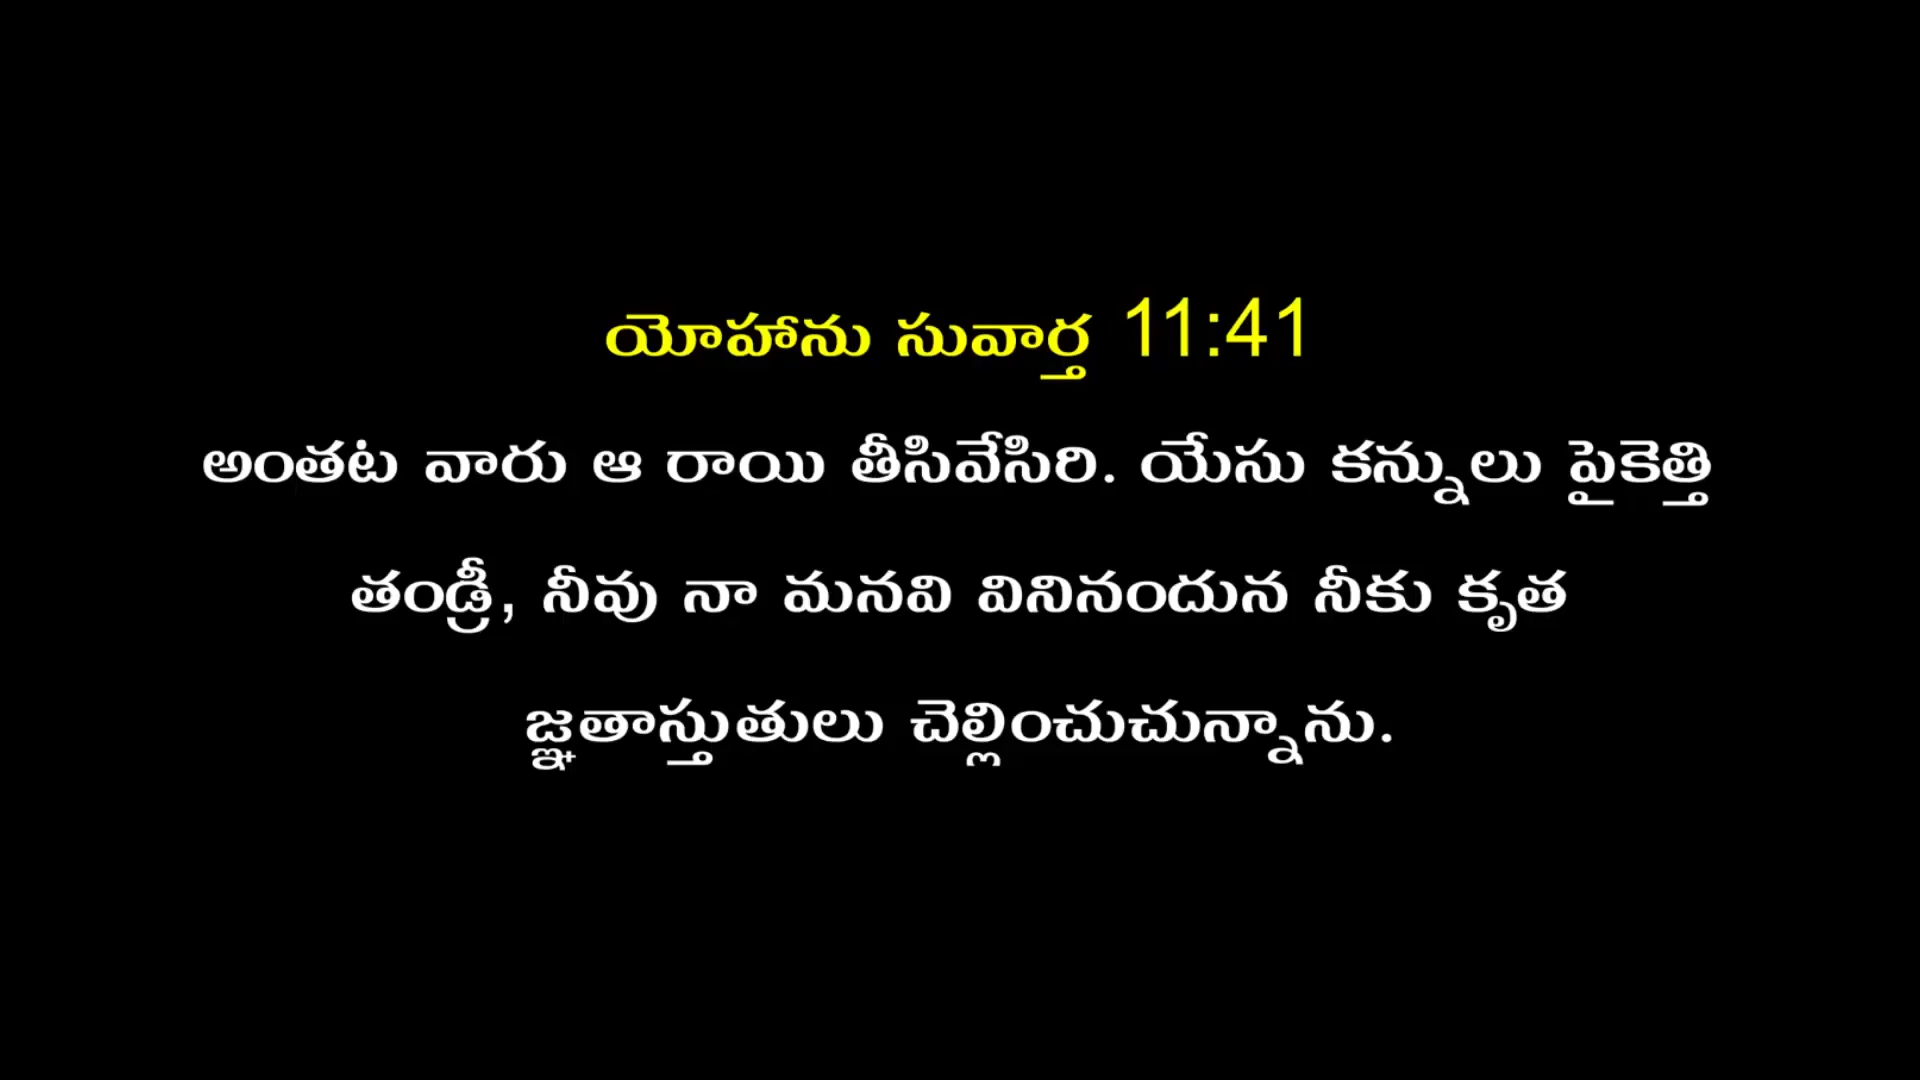 యోహాను సువార్త 11:41
అంతట వారు ఆ రాయి తీసివేసిరి. యేసు కన్నులు పైకెత్తి
తండ్రీ, నీవు నా మనవి వినినందున నీకు కృత
జ్ఞతాస్తుతులు చెల్లించుచున్నాను.